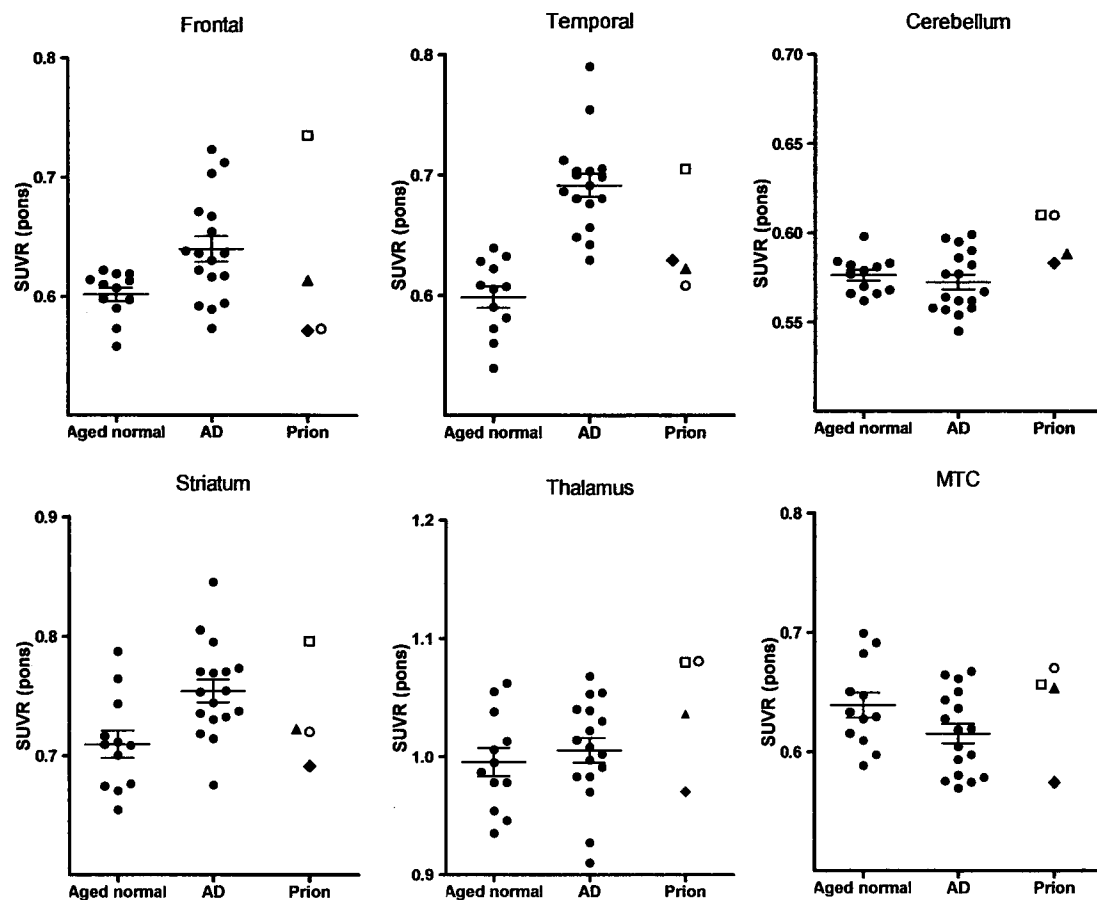 Frontal
SUVR (pons)
0.8
0.7
0.6
Aged normal AD Prion
Temporal
SUVR (pons)
0.8
0.7
0.6
Aged normal AD Prion
Cerebellum
SUVR (pons)
0.70
0.65
0.60
0.55
Aged normal AD Prion
Striatum
SUVR (pons)
0.9
0.8
0.7
Aged normal AD Prion
Thalamus
SUVR (pons)
1.2
1.1
1.0
0.9
Aged normal AD Prion
MTC
SUVR (pons)
0.8
0.7
0.6
Aged normal AD Prion